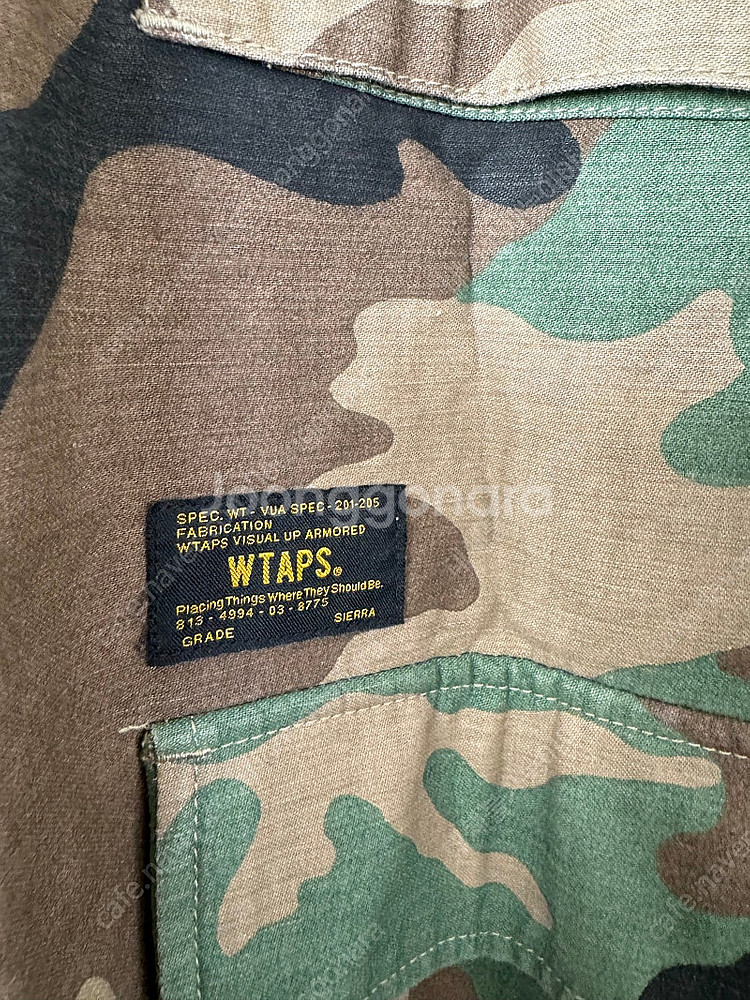 SPEC. WT - VUA SPEC - 201-205
FABRICATION
WTAPS VISUAL UP ARMORED
WTAPS®
Placing Things Where They Should Be.
813 - 4994 - 03 - 8775
SIERRA
GRADE
Joonggonara